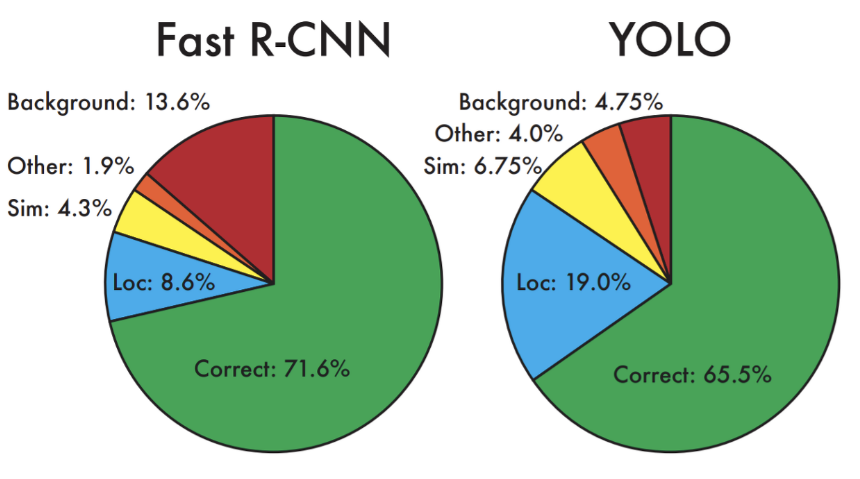 Fast R-CNN
Background: 13.6%
Other: 1.9%
Sim: 4.3%
Loc: 8.6%
Correct: 71.6%
YOLO
Background: 4.75%
Other: 4.0%
Sim: 6.75%
Loc: 19.0%
Correct: 65.5%